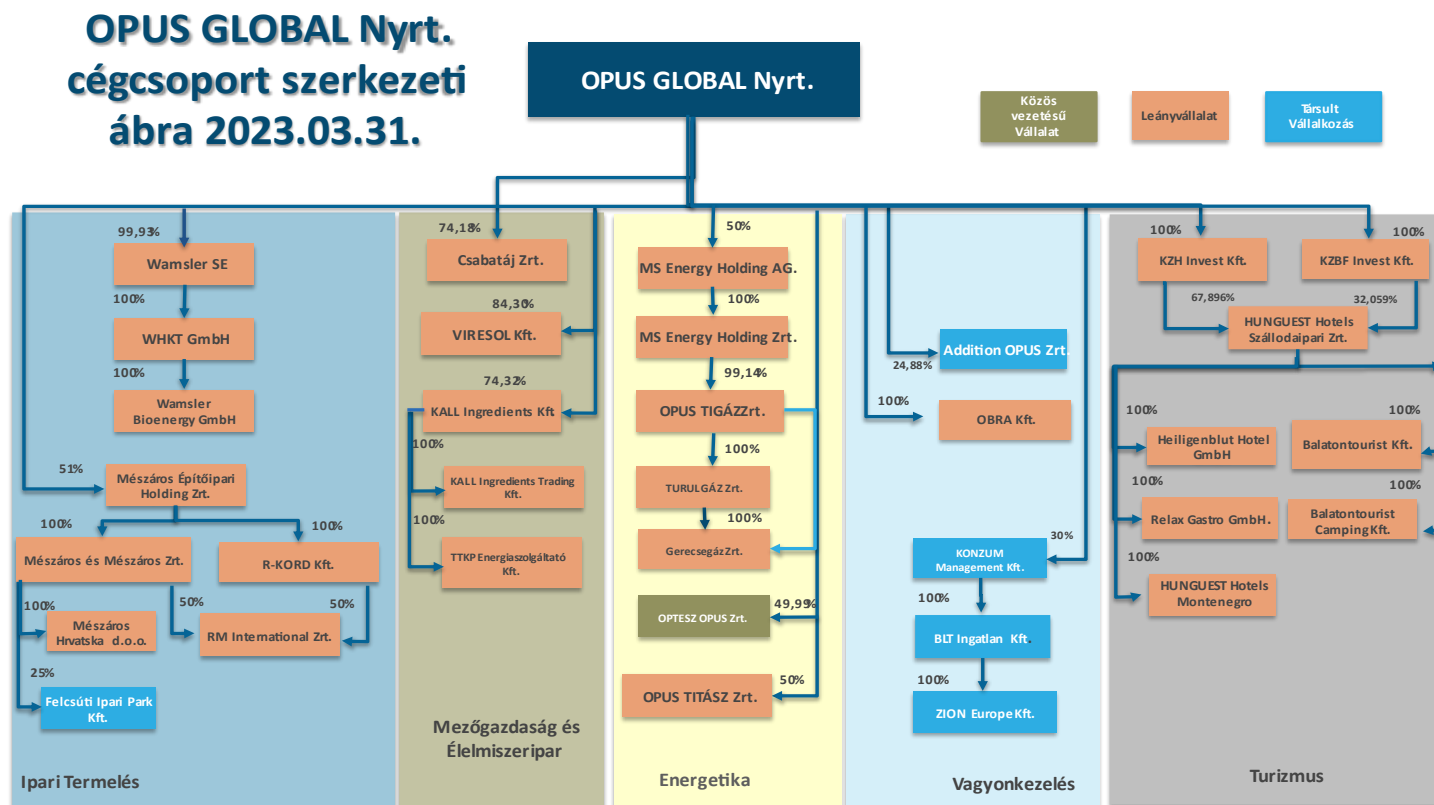 OPUS GLOBAL Nyrt.
cégcsoport szerkezeti
ábra 2023.03.31.
OPUS GLOBAL Nyrt.
Közös
vezetésű
Vállalat
Leányvállalat
Társult
Vállalkozás
99,93%
Wamsler SE
100%
WHKT GmbH
100%
Wamsler
Bioenergy GmbH
51%
Mészáros Építőipari
Holding Zrt.
100%
100%
Mészáros és Mészáros Zrt.
R-KORD Kft.
100%
50%
50%
Mészáros
Hrvatska d.o.o.
RM International Zrt.
25%
Felcsúti Ipari Park
Kft.
Ipari Termelés
74,18%
Csabatáj Zrt.
84,30%
VIRESOL Kft.
74,32%
KALL Ingredients Kft
100%
KALL Ingredients Trading
Kft.
100%
TTKP Energiaszolgáltató
Kft.
Mezőgazdaság és
Élelmiszeripar
50%
MS Energy Holding AG.
100%
MS Energy Holding Zrt.
99,14%
OPUS TIGÁZZrt.
100%
TURULGÁZ Zrt.
100%
GerecsegázZrt.
49,99%
OPTESZ OPUS Zrt.
50%
OPUS TITÁSZ Zrt.
Energetika
Addition OPUS Zrt.
24,88%
100%
OBRA Kft.
30%
KONZUM
Management Kft.
100%
BLT Ingatlan Kft.
100%
ZION Europe Kft.
Vagyonkezelés
100%
100%
KZH Invest Kft.
KZBF Invest Kft.
67,896%
32,059%
HUNGUEST Hotels
Szállodaipari Zrt.
100%
100%
Heiligenblut Hotel
GmbH
Balatontourist Kft.
100%
100%
Relax Gastro GmbH.
Balatontourist
Camping Kft.
100%
HUNGUEST Hotels
Montenegro
Turizmus